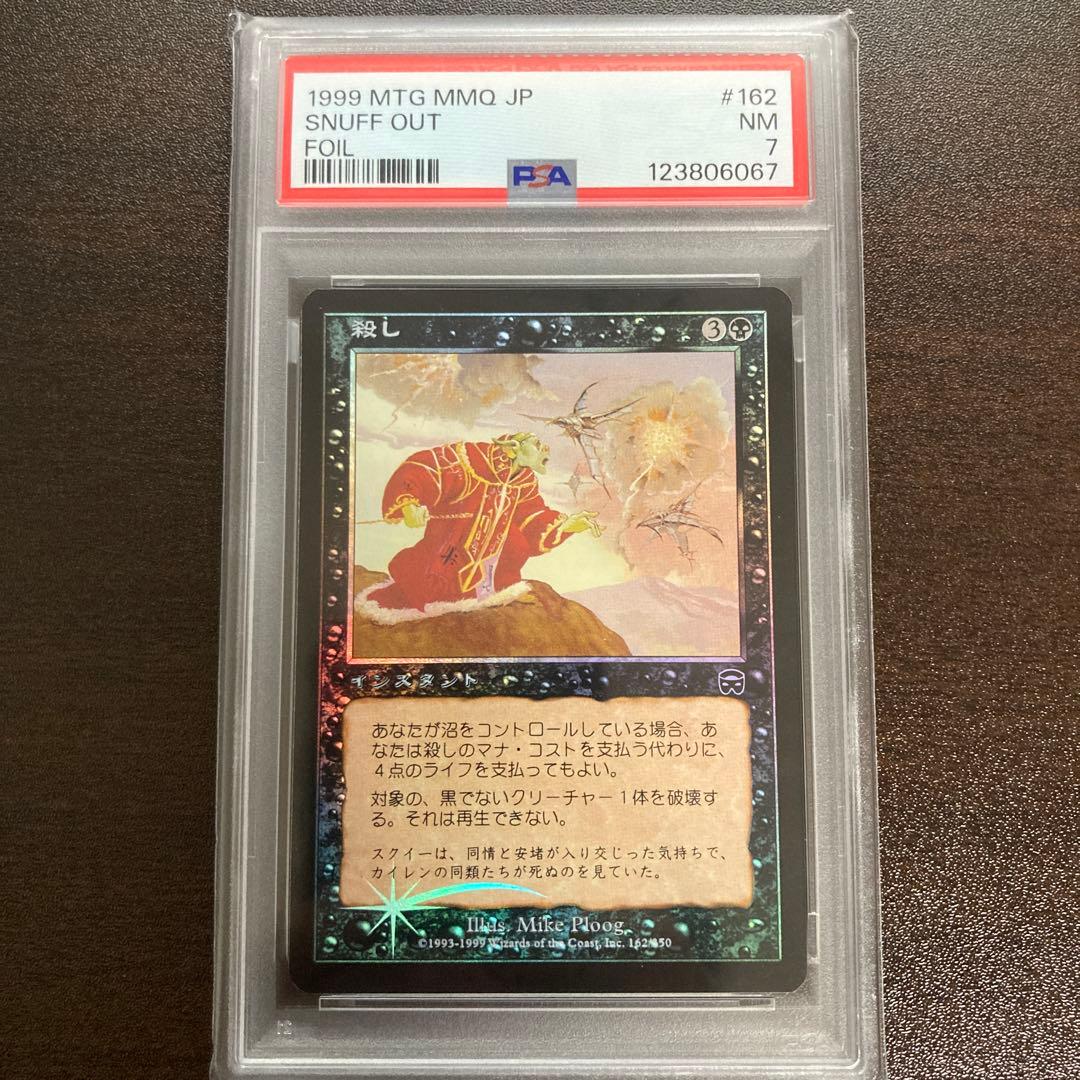 1999 MTG MMQ JP #162
SNUFF OUT NM
FOIL 7
PSA 123806067
殺し 3
インスタント
あなたが沼をコントロールしている場合、あ
なたは殺しのマナ・コストを支払う代わりに、
４点のライフを支払ってもよい。
対象の、黒でないクリーチャー１体を破壊す
る。それは再生できない。
スクイーは、同情と安堵が入り交じった気持ちで、
カイレンの同類たちが死ぬのを見ていた。
Illus. Mike Ploog
©1993-1999 Wizards of the Coast, Inc. 162/350